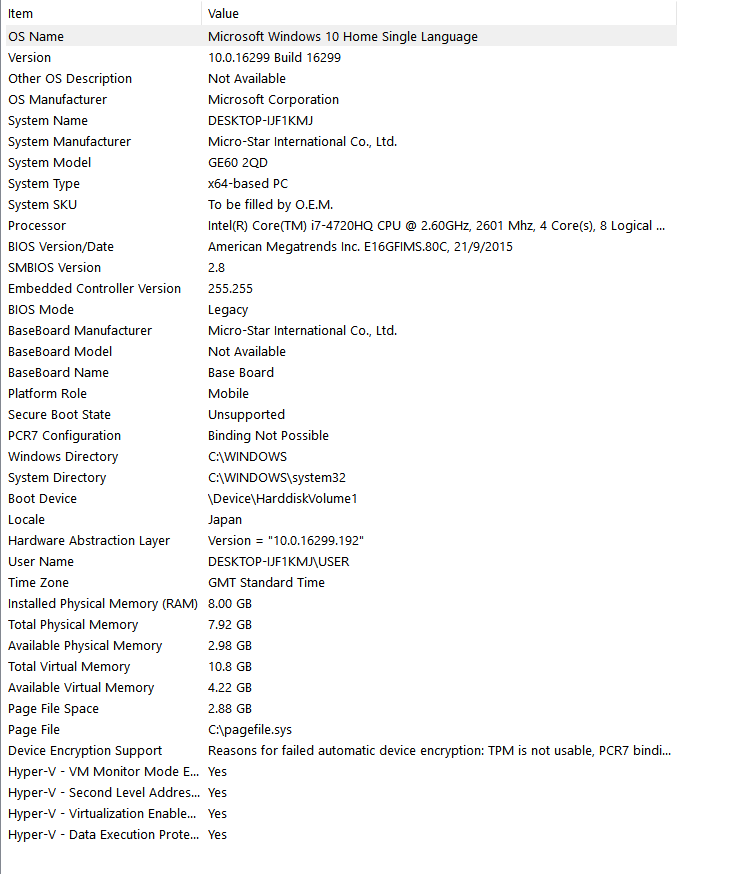 Item Value
OS Name Microsoft Windows 10 Home Single Language
Version 10.0.16299 Build 16299
Other OS Description Not Available
OS Manufacturer Microsoft Corporation
System Name DESKTOP-IJF1KMJ
System Manufacturer Micro-Star International Co., Ltd.
System Model GE60 2QD
System Type x64-based PC
System SKU To be filled by O.E.M.
Processor Intel(R) Core(TM) i7-4720HQ CPU @ 2.60GHz, 2601 Mhz, 4 Core(s), 8 Logical ...
BIOS Version/Date American Megatrends Inc. E16GFIMS.80C, 21/9/2015
SMBIOS Version 2.8
Embedded Controller Version 255.255
BIOS Mode Legacy
BaseBoard Manufacturer Micro-Star International Co., Ltd.
BaseBoard Model Not Available
BaseBoard Name Base Board
Platform Role Mobile
Secure Boot State Unsupported
PCR7 Configuration Binding Not Possible
Windows Directory C:\WINDOWS
System Directory C:\WINDOWS\system32
Boot Device \Device\HarddiskVolume1
Locale Japan
Hardware Abstraction Layer Version = "10.0.16299.192"
User Name DESKTOP-IJF1KMJ\USER
Time Zone GMT Standard Time
Installed Physical Memory (RAM) 8.00 GB
Total Physical Memory 7.92 GB
Available Physical Memory 2.98 GB
Total Virtual Memory 10.8 GB
Available Virtual Memory 4.22 GB
Page File Space 2.88 GB
Page File C:\pagefile.sys
Device Encryption Support Reasons for failed automatic device encryption: TPM is not usable, PCR7 bindi...
Hyper-V - VM Monitor Mode E... Yes
Hyper-V - Second Level Addres... Yes
Hyper-V - Virtualization Enable... Yes
Hyper-V - Data Execution Prote... Yes